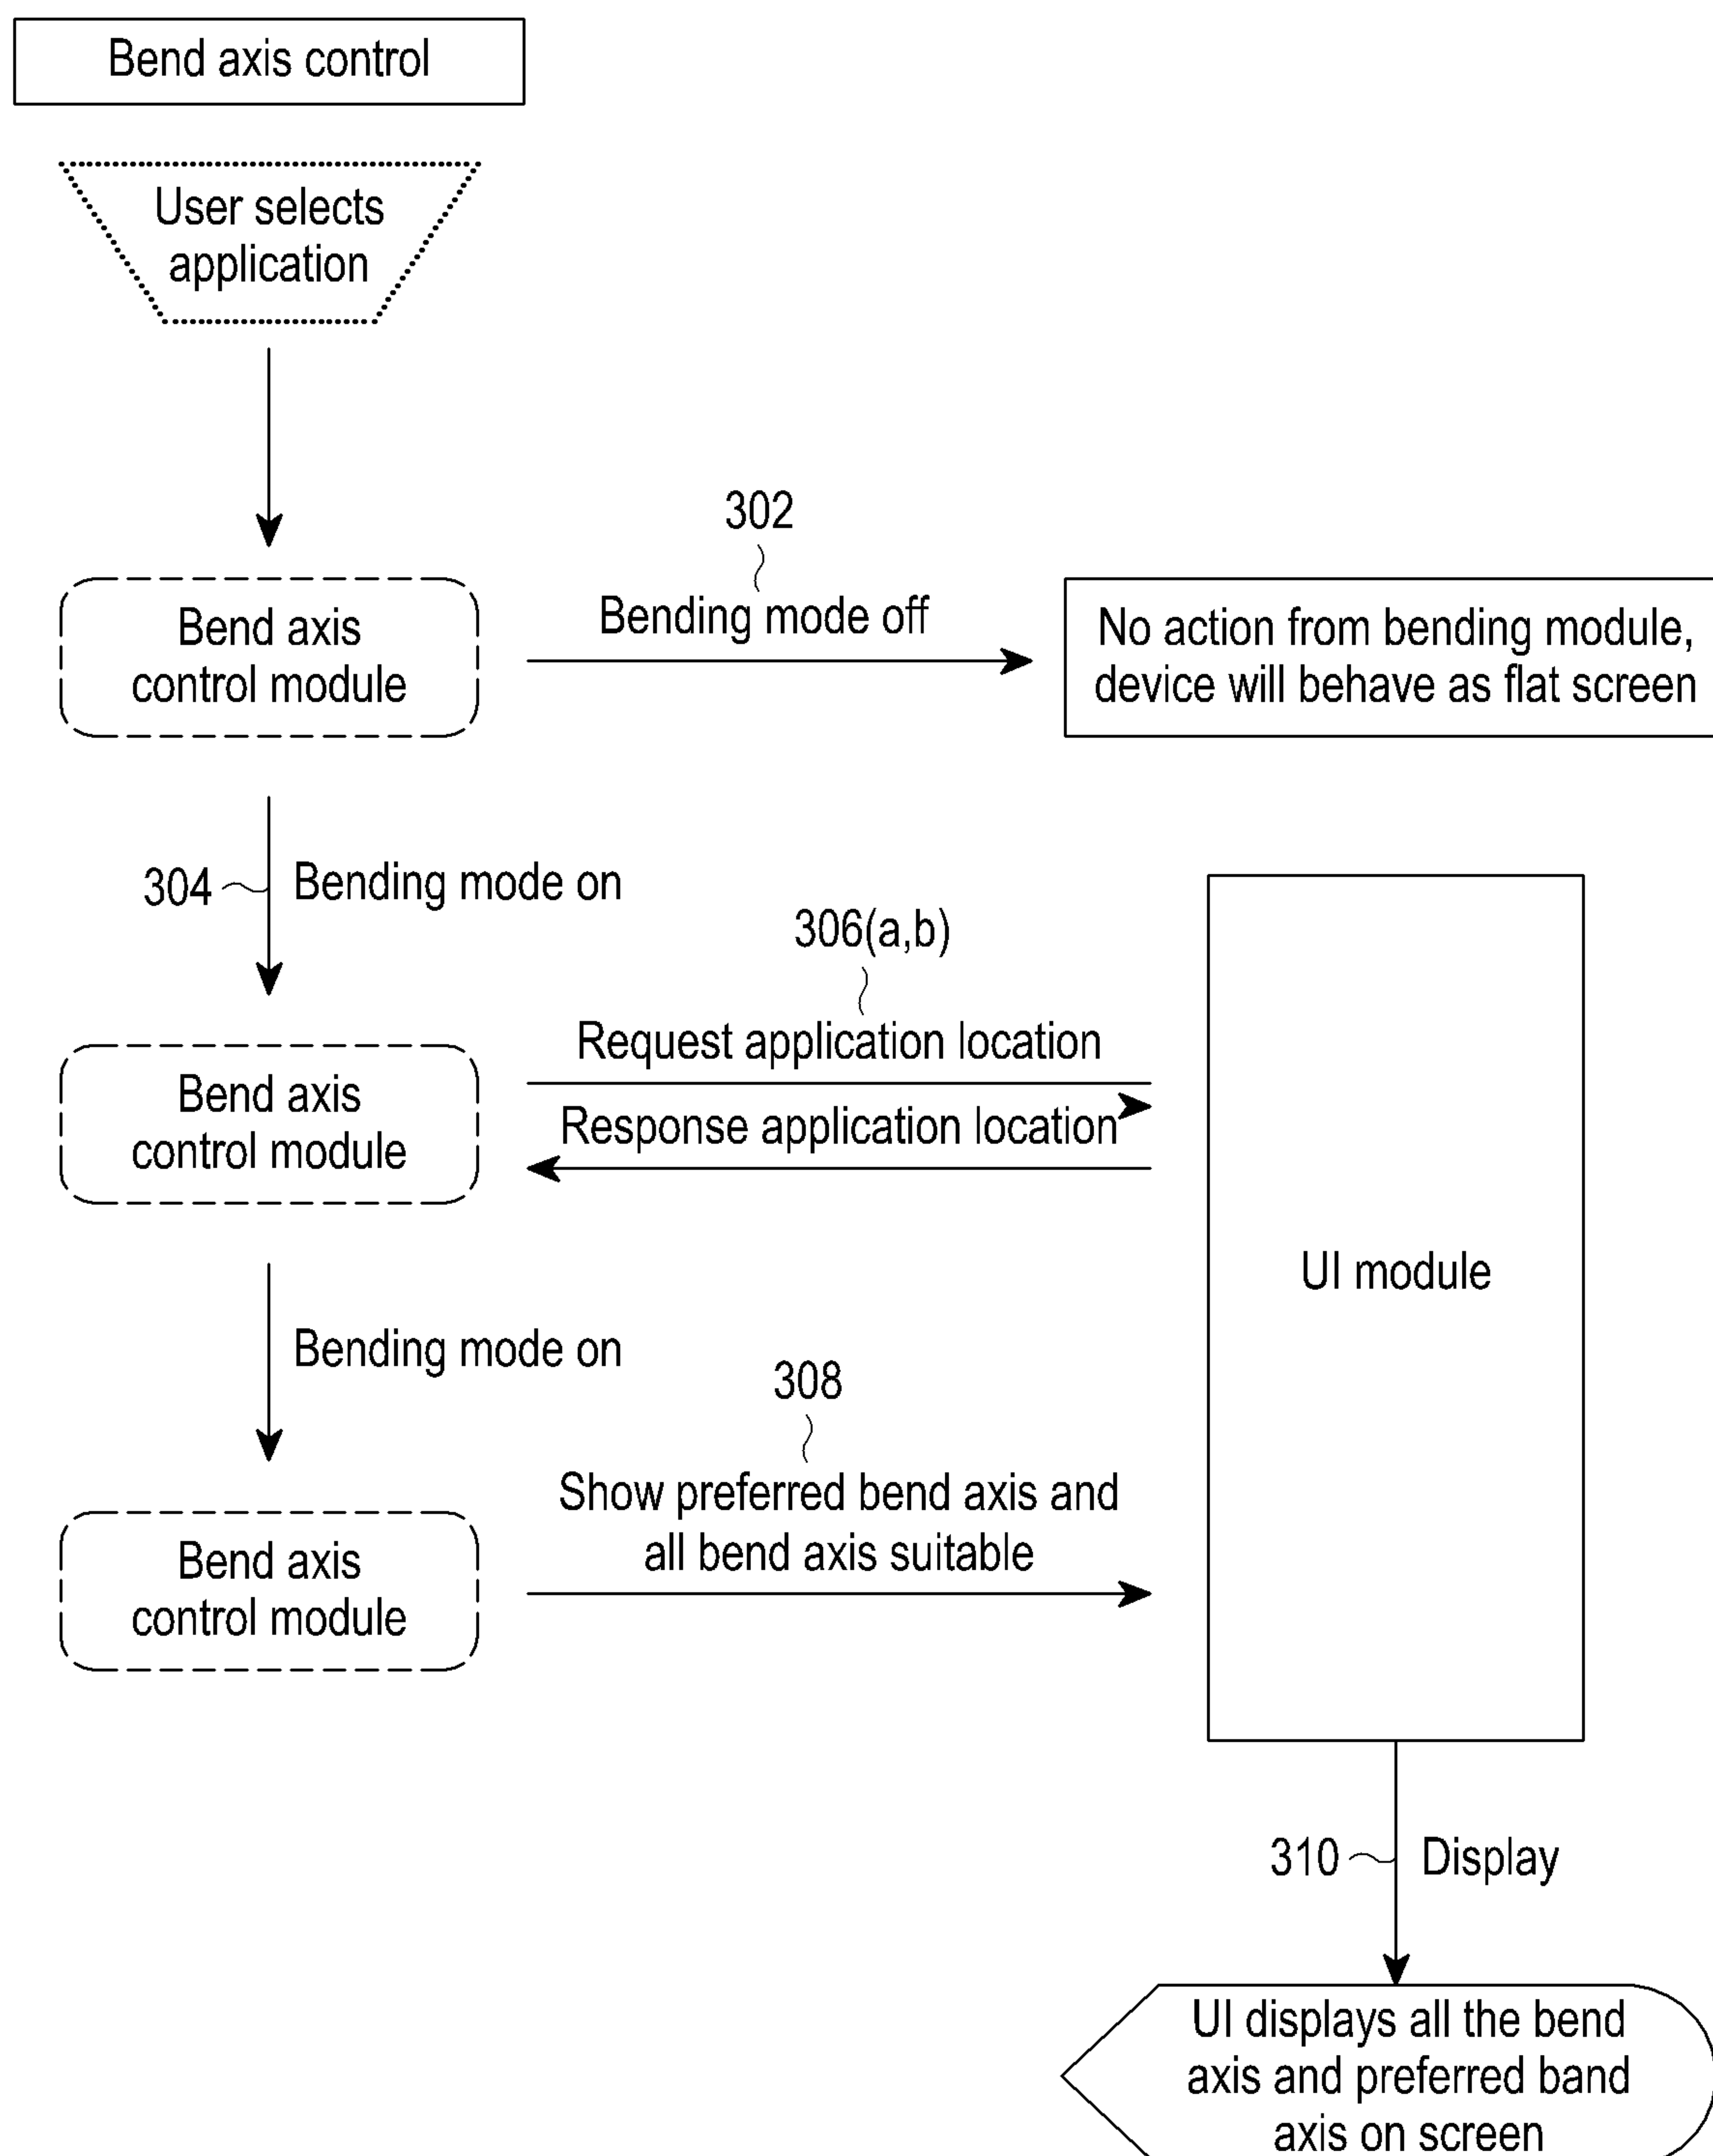 Bend axis control
User selects
application
302
Bending mode off
Bend axis
control module
No action from bending module,
device will behave as flat screen
304
Bending mode on
306(a,b)
Request application location
Response application location
Bend axis
control module
UI module
Bending mode on
308
Show preferred bend axis and
all bend axis suitable
Bend axis
control module
310
Display
UI displays all the bend
axis and preferred band
axis on screen